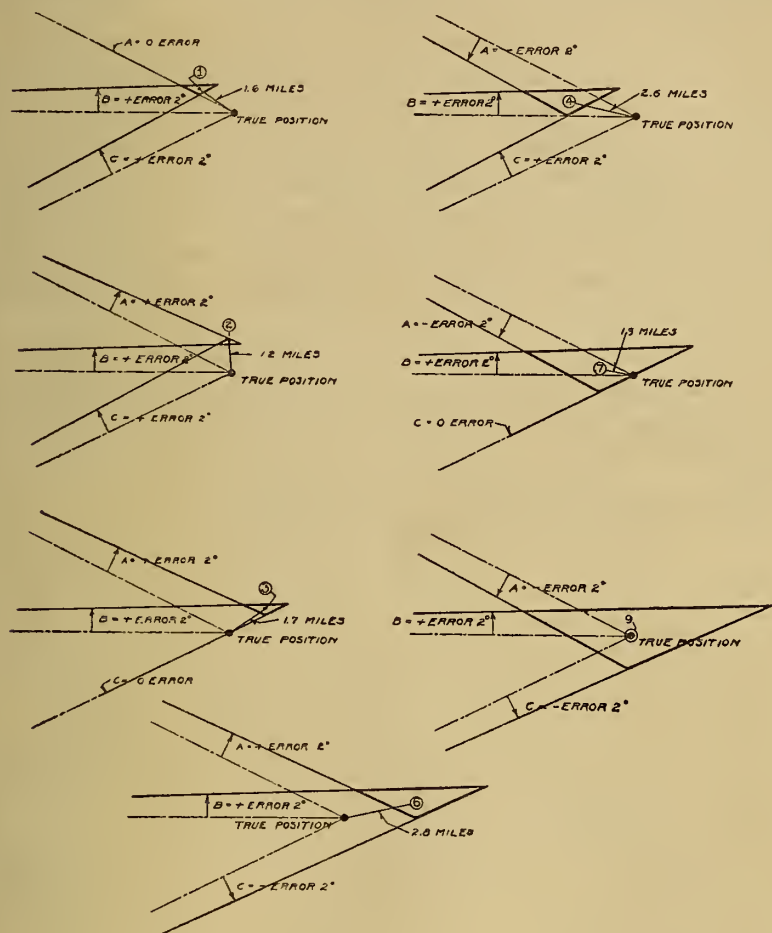 A = 0 ERROR
①
1.6 MILES
B = + ERROR 2°
TRUE POSITION
C = + ERROR 2°
A = - ERROR 2°
2.6 MILES
④
B = + ERROR 2°
TRUE POSITION
C = + ERROR 2°
A = + ERROR 2°
②
B = + ERROR 2°
1.2 MILES
TRUE POSITION
C = + ERROR 2°
A = - ERROR 2°
1.3 MILES
B = + ERROR 2°
⑦
TRUE POSITION
C = 0 ERROR
A = + ERROR 2°
③
B = + ERROR 2°
1.7 MILES
TRUE POSITION
C = 0 ERROR
A = - ERROR 2°
B = + ERROR 2°
9
TRUE POSITION
C = - ERROR 2°
A = + ERROR 2°
B = + ERROR 2°
⑥
TRUE POSITION
2.8 MILES
C = - ERROR 2°